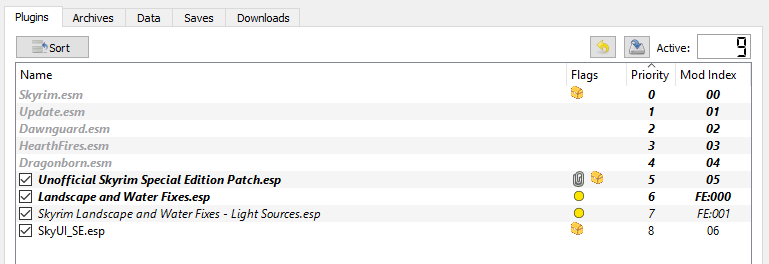 Plugins Archives Data Saves Downloads
Sort Active: 9
Name Flags Priority Mod Index
Skyrim.esm 0 00
Update.esm 1 01
Dawnguard.esm 2 02
HearthFires.esm 3 03
Dragonborn.esm 4 04
Unofficial Skyrim Special Edition Patch.esp 5 05
Landscape and Water Fixes.esp 6 FE:000
Skyrim Landscape and Water Fixes - Light Sources.esp 7 FE:001
SkyUI_SE.esp 8 06